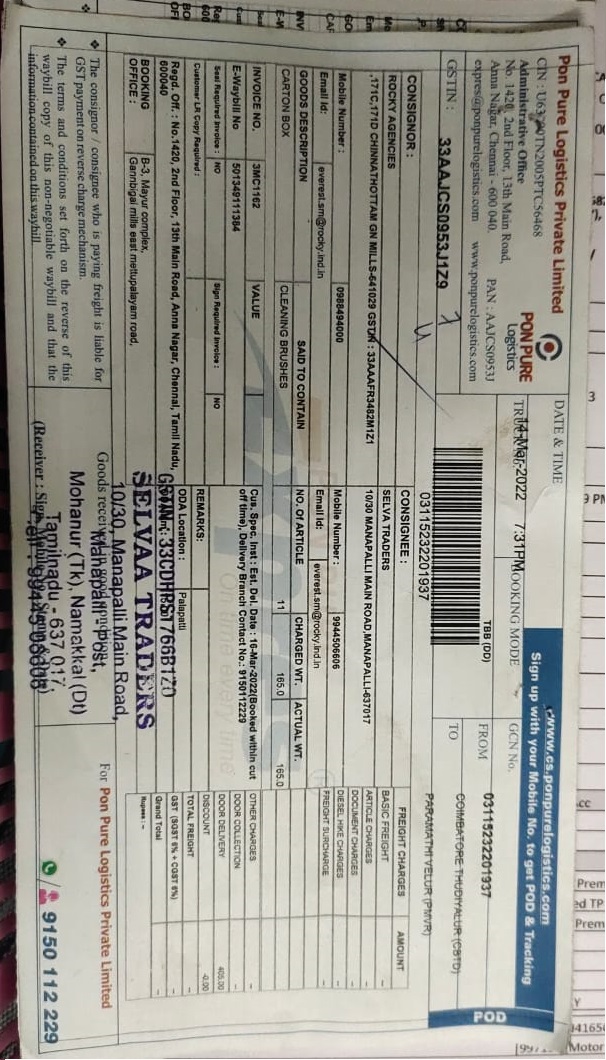 Pon Pure Logistics Private Limited
CIN : U63 TN2005PTC56468
Administrative Office
No. 1420, 2nd Floor, 13th Main Road,
Anna Nagar, Chennai - 600 040.
PAN : AAJCS0953J
expres@ponpurelogistics.com www.ponpurelogistics.com
GSTIN : 33AAJCS0953J1Z9
PON PURE
Logistics
DATE & TIME
14-Mar-2022 7:31PM
BOOKING MODE
TBB (DD)
03115232201937
www.cs.ponpurelogistics.com
Sign up with your Mobile No. to get POD & Tracking
GCN No. 03115232201937
FROM COIMBATORE THUDIYALUR (CBTD)
TO PARAMATHI VELUR (PMVR)
POD
CONSIGNOR :
ROCKY AGENCIES
,171C,171D CHINNATHOTTAM GN MILLS-641029 GSTIN : 33AAAFR3482M1Z1
Mobile Number : 0988494000
Email Id: everest.sm@rocky.ind.in
CONSIGNEE :
SELVA TRADERS
10/30 MANAPALLI MAIN ROAD,MANAPALLI-637017
Mobile Number : 9944506606
Email Id: everest.sm@rocky.ind.in
GOODS DESCRIPTION SAID TO CONTAIN NO. OF ARTICLE CHARGED WT. ACTUAL WT.
CARTON BOX CLEANING BRUSHES 11 165.0 165.0
INVOICE NO. 3MC1162 VALUE
E-Waybill No 501349111384
Seal Required Invoice : NO Sign Required Invoice : NO
Customer LR Copy Required :
Cus. Spec. Inst : Est. Del. Date : 16-Mar-2022(Booked within cut
off time), Delivery Branch Contact No.: 9150112229
REMARKS:
ODA Location : Palapatti
Regd. Off. : No.1420, 2nd Floor, 13th Main Road, Anna Nagar, Chennai, Tamil Nadu,
600040
BOOKING OFFICE : B-3, Mayur complex,
Gannbigai mills east mettupalayam road,
FREIGHT CHARGES AMOUNT
BASIC FREIGHT -
ARTICLE CHARGES -
DOCUMENT CHARGES -
DIESEL HIKE CHARGES -
FREIGHT SURCHARGE -
OTHER CHARGES -
DOOR COLLECTION -
DOOR DELIVERY 405.00
DISCOUNT -0.00
TOTAL FREIGHT -
GST (SGST 6% + CGST 6%) -
Grand Total -
Rupees : --
SELVAA TRADERS
10/30, Manapalli Main Road,
Manapalli - Post,
Mohanur (Tk), Namakkal (Dt)
Tamilnadu - 637 017.
❖ The consignor / consignee who is paying freight is liable for
GST payment on reverse charge mechanism.
❖ The terms and conditions set forth on the reverse of this
waybill copy of this non-negotiable waybill and that the
information contained on this waybill.
For Pon Pure Logistics Private Limited
9150 112 229
Prem
ed TP
Prem
Motor